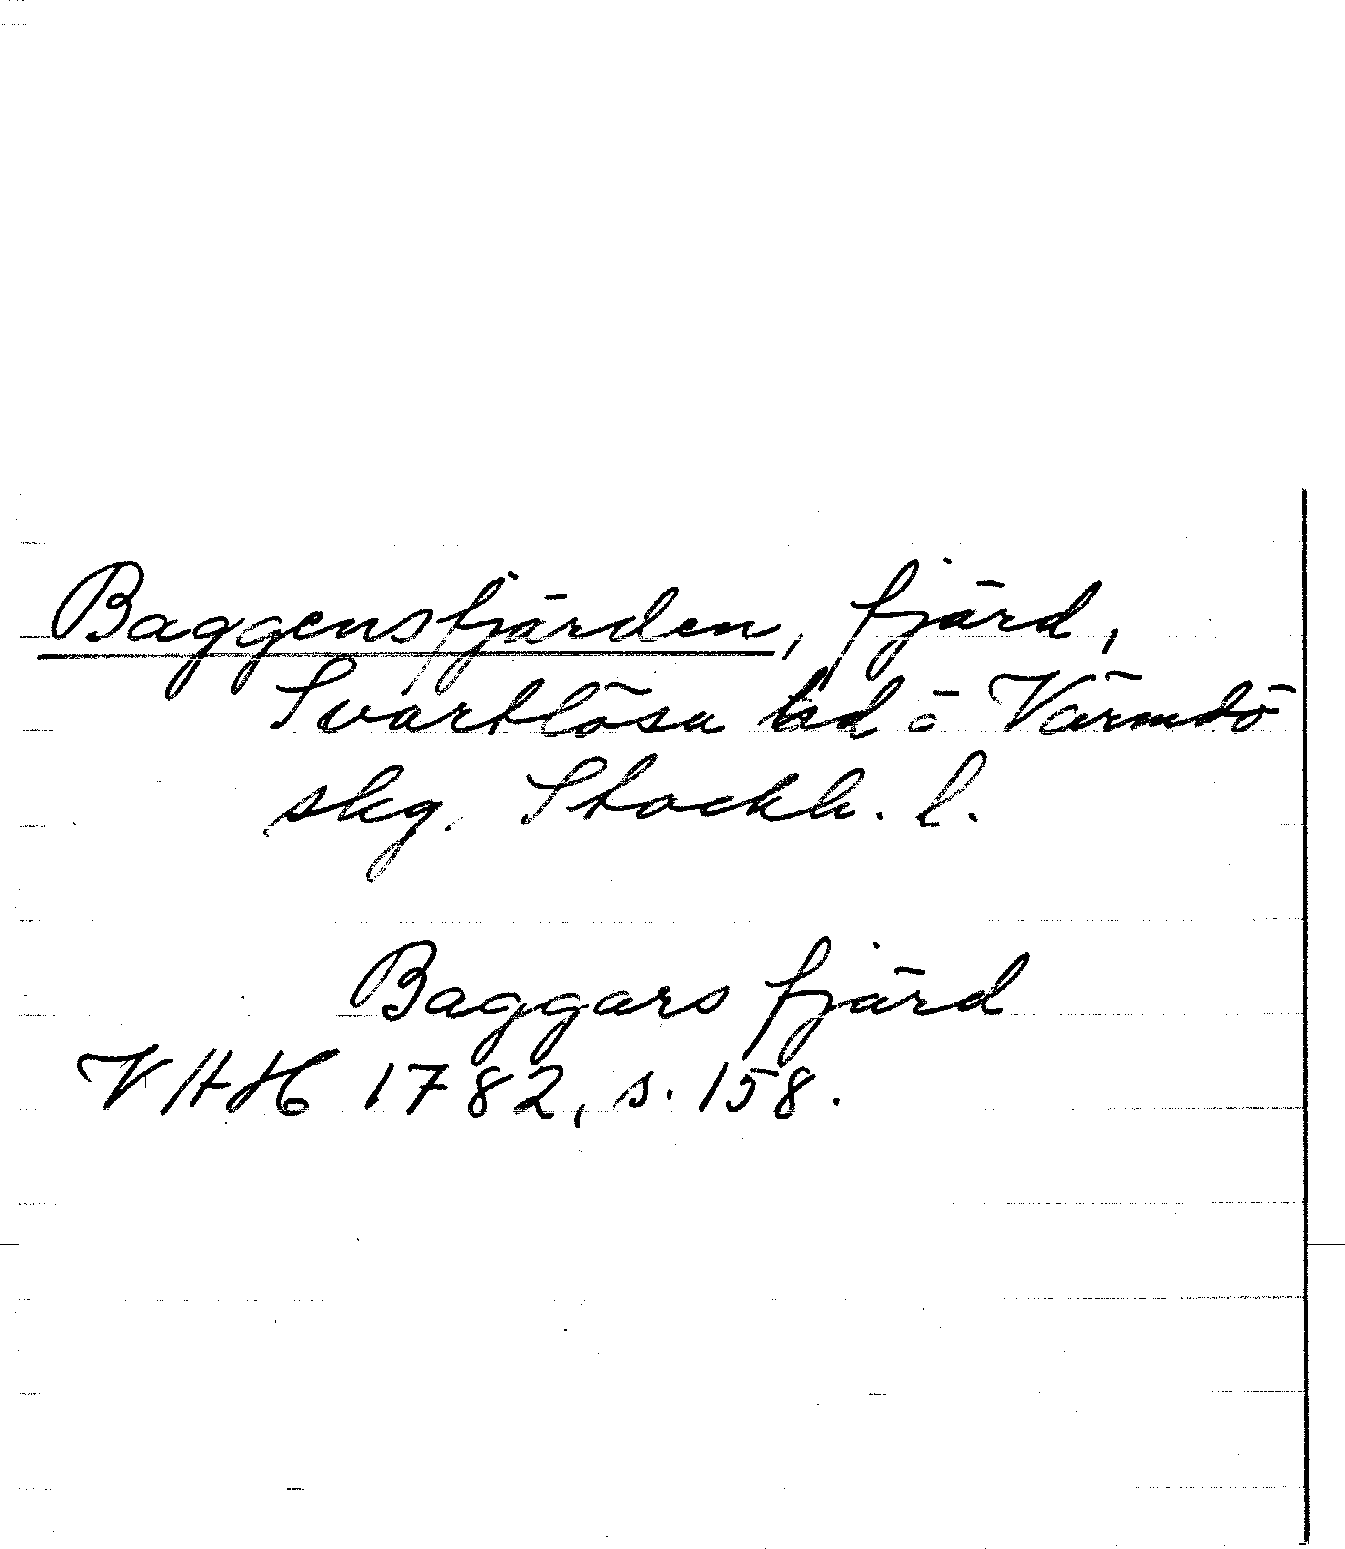 Baggensfjärden, fjärd,
Svartlösa hd o Värmdö
skg. Stockh. l.
Baggars fjärd
VHH 1782, s. 158.